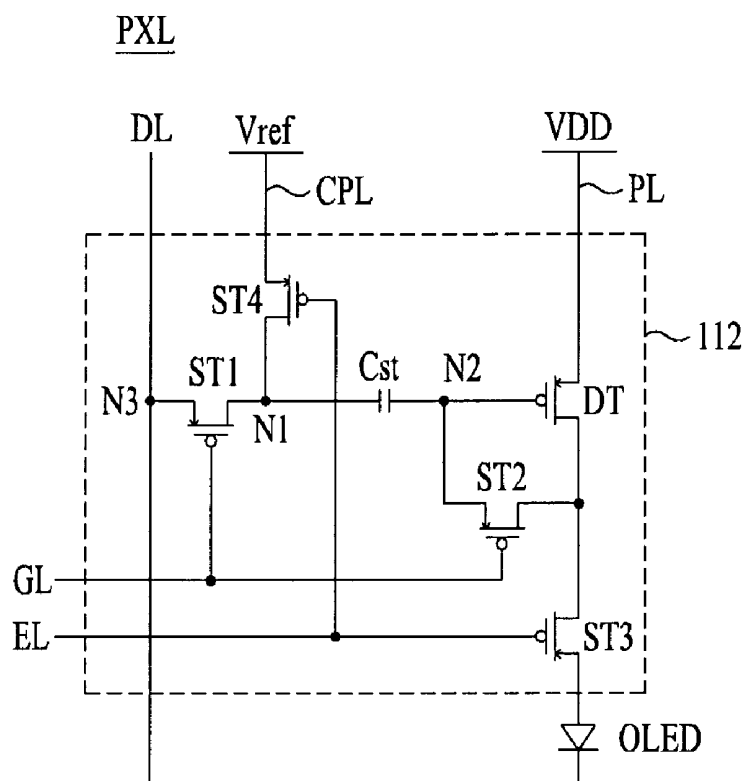 PXL
DL
Vref
VDD
CPL
PL
ST4
112
ST1
Cst
N2
N3
N1
DT
ST2
GL
EL
ST3
OLED